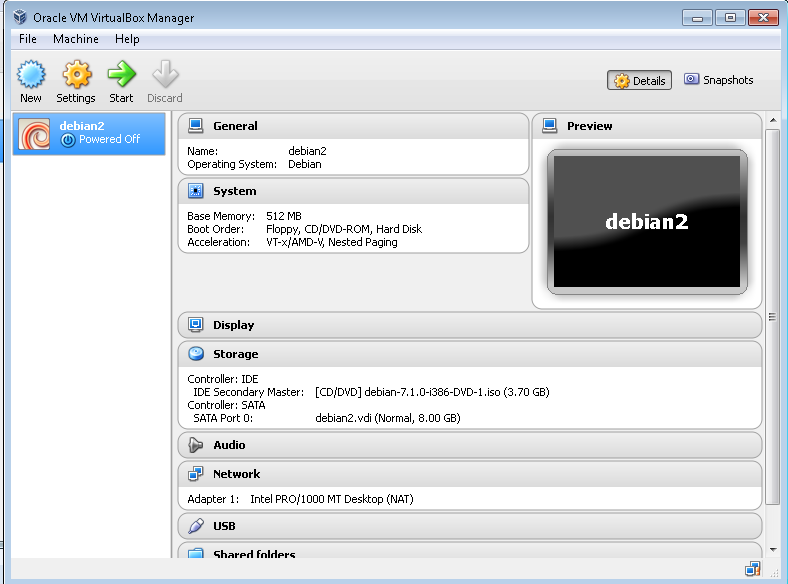 Oracle VM VirtualBox Manager
File Machine Help
New Settings Start Discard
Details Snapshots
debian2
Powered Off
General
Name: debian2
Operating System: Debian
System
Base Memory: 512 MB
Boot Order: Floppy, CD/DVD-ROM, Hard Disk
Acceleration: VT-x/AMD-V, Nested Paging
Preview
debian2
Display
Storage
Controller: IDE
IDE Secondary Master: [CD/DVD] debian-7.1.0-i386-DVD-1.iso (3.70 GB)
Controller: SATA
SATA Port 0: debian2.vdi (Normal, 8.00 GB)
Audio
Network
Adapter 1: Intel PRO/1000 MT Desktop (NAT)
USB
Shared folders